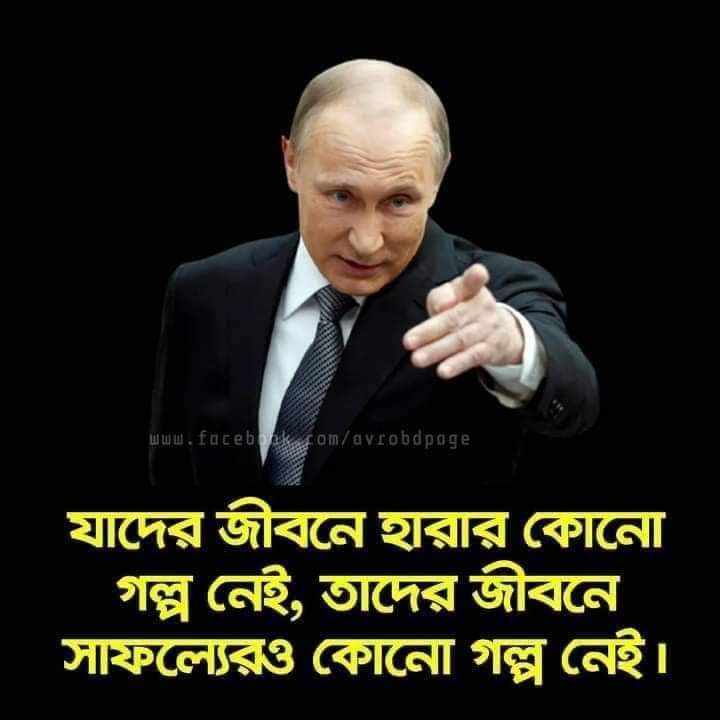 www.facebook.com/avrobdpage
যাদের জীবনে হারার কোনো
গল্প নেই, তাদের জীবনে
সাফল্যেরও কোনো গল্প নেই।